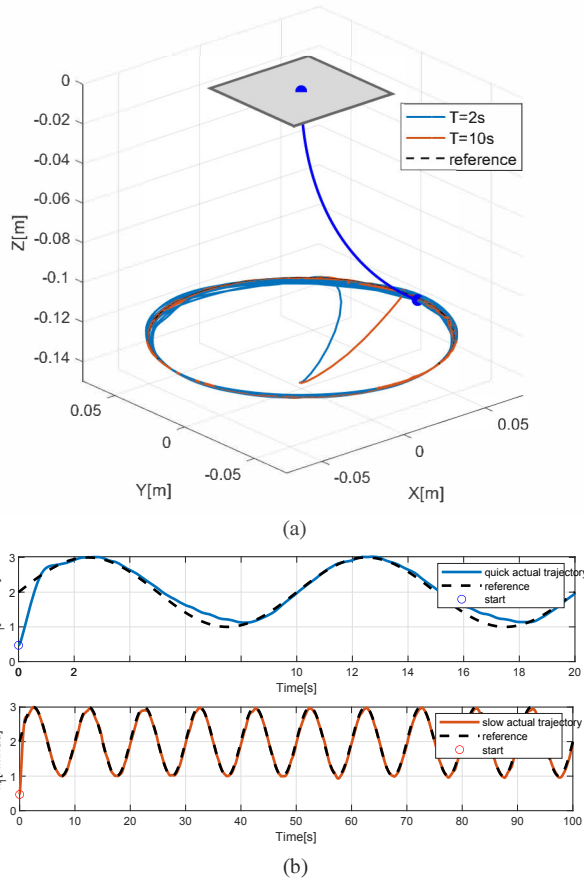 0
-0.02
-0.04
-0.06
-0.08
-0.1
-0.12
-0.14
Z[m]
T=2s
T=10s
reference
0.05
0
-0.05
Y[m]
-0.05
0
0.05
X[m]
(a)
3
2
1
0
quick actual trajectory
reference
start
0 2 10 12 14 16 18 20
Time[s]
3
2
1
0
slow actual trajectory
reference
start
0 10 20 30 40 50 60 70 80 90 100
Time[s]
(b)